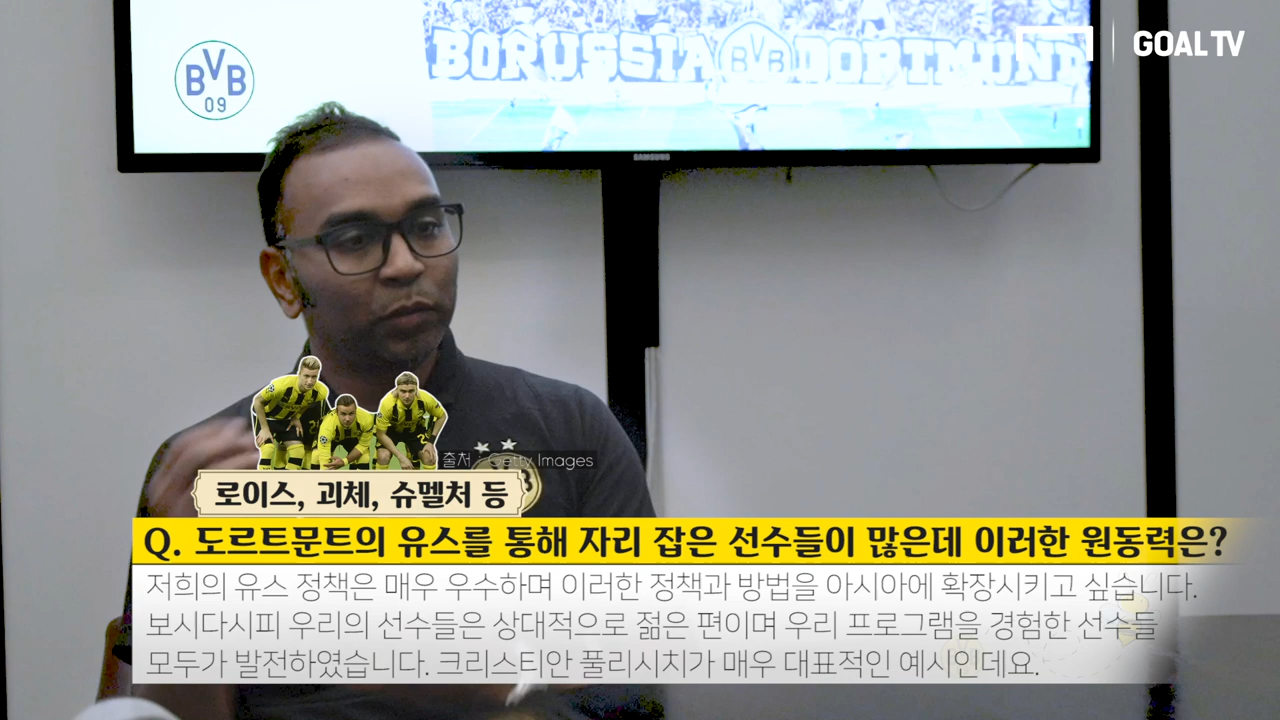 BORUSSIA BVB DORTMUND
GOAL TV
BVB
09
SAMSUNG
출처 : Getty Images
로이스, 괴체, 슈멜처 등
Q. 도르트문트의 유스를 통해 자리 잡은 선수들이 많은데 이러한 원동력은?
저희의 유스 정책은 매우 우수하며 이러한 정책과 방법을 아시아에 확장시키고 싶습니다.
보시다시피 우리의 선수들은 상대적으로 젊은 편이며 우리 프로그램을 경험한 선수들
모두가 발전하였습니다. 크리스티안 풀리시치가 매우 대표적인 예시인데요.